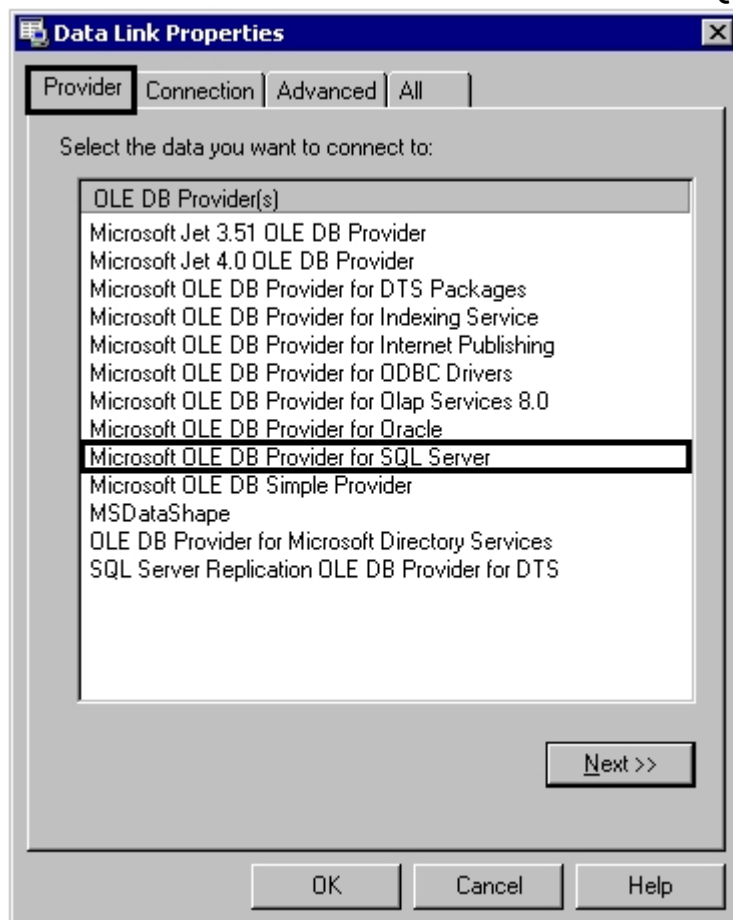 Data Link Properties
Provider Connection Advanced All
Select the data you want to connect to:
OLE DB Provider(s)
Microsoft Jet 3.51 OLE DB Provider
Microsoft Jet 4.0 OLE DB Provider
Microsoft OLE DB Provider for DTS Packages
Microsoft OLE DB Provider for Indexing Service
Microsoft OLE DB Provider for Internet Publishing
Microsoft OLE DB Provider for ODBC Drivers
Microsoft OLE DB Provider for Olap Services 8.0
Microsoft OLE DB Provider for Oracle
Microsoft OLE DB Provider for SQL Server
Microsoft OLE DB Simple Provider
MSDataShape
OLE DB Provider for Microsoft Directory Services
SQL Server Replication OLE DB Provider for DTS
Next >>
OK Cancel Help